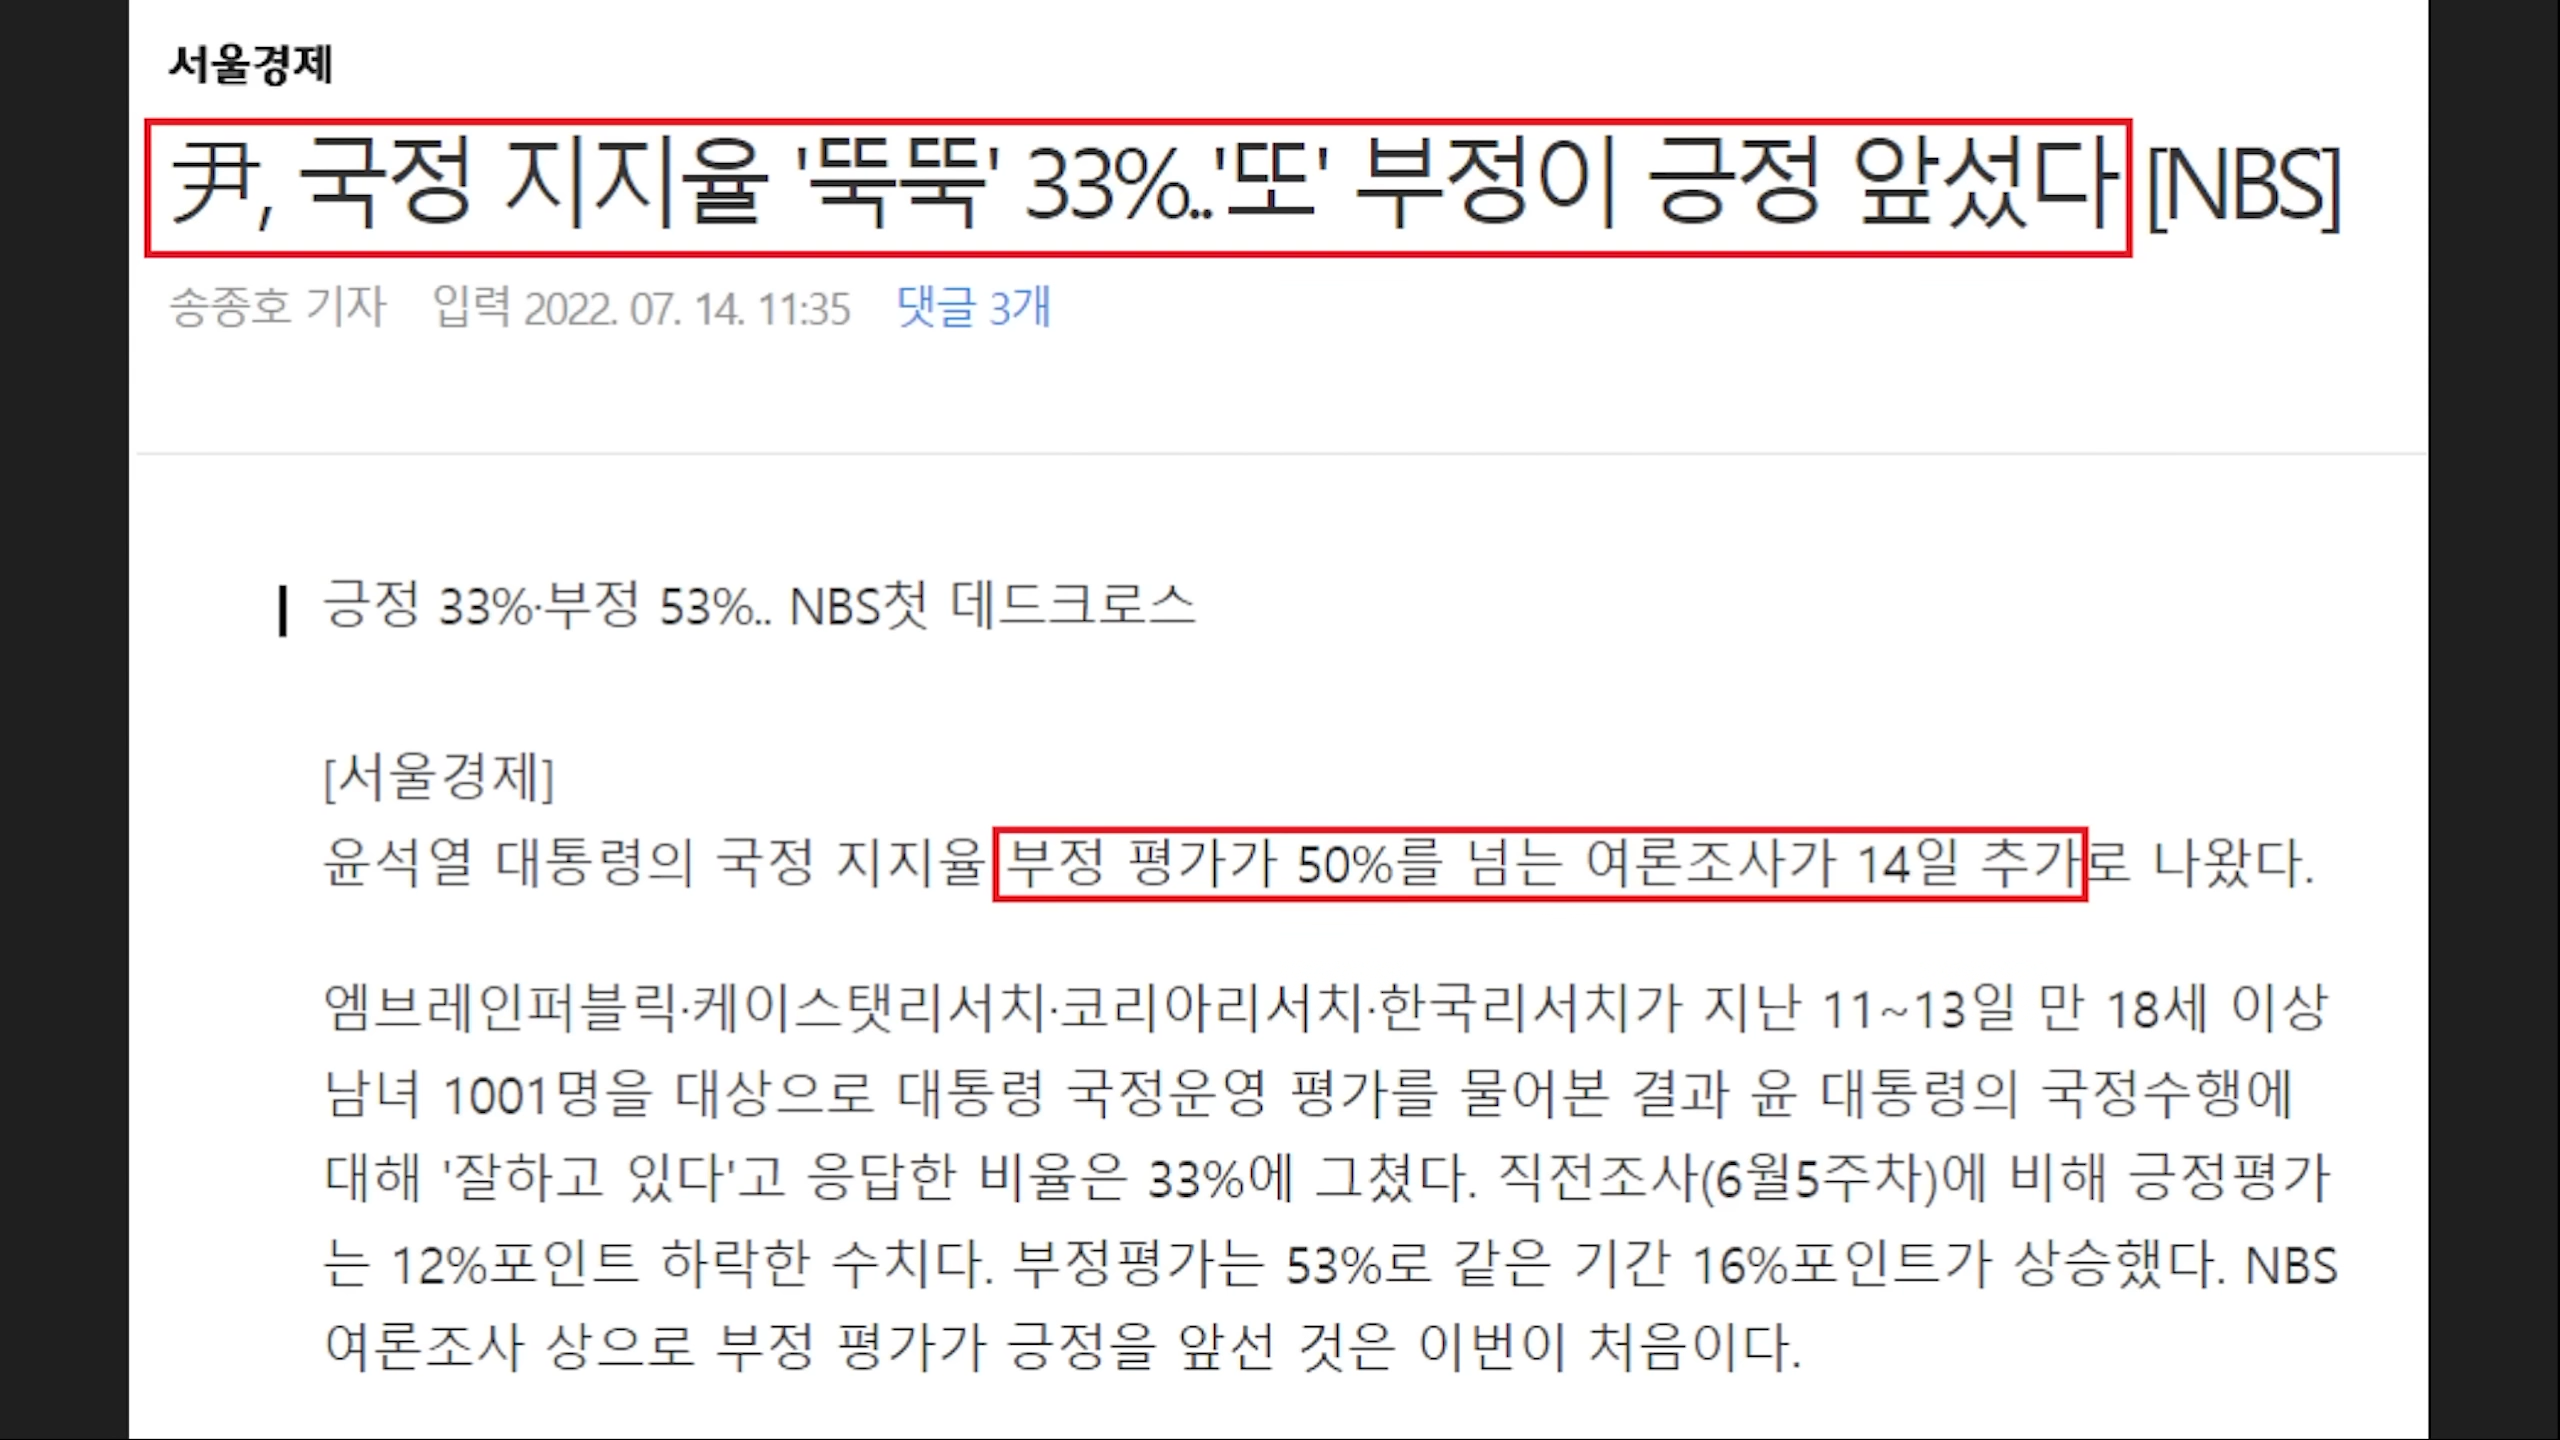 서울경제
尹, 국정 지지율 '뚝뚝' 33%..'또' 부정이 긍정 앞섰다 [NBS]
송종호 기자 입력 2022. 07. 14. 11:35 댓글 3개
긍정 33%·부정 53%.. NBS첫 데드크로스
[서울경제]
윤석열 대통령의 국정 지지율 부정 평가가 50%를 넘는 여론조사가 14일 추가로 나왔다.
엠브레인퍼블릭·케이스탯리서치·코리아리서치·한국리서치가 지난 11~13일 만 18세 이상
남녀 1001명을 대상으로 대통령 국정운영 평가를 물어본 결과 윤 대통령의 국정수행에
대해 '잘하고 있다'고 응답한 비율은 33%에 그쳤다. 직전조사(6월5주차)에 비해 긍정평가
는 12%포인트 하락한 수치다. 부정평가는 53%로 같은 기간 16%포인트가 상승했다. NBS
여론조사 상으로 부정 평가가 긍정을 앞선 것은 이번이 처음이다.